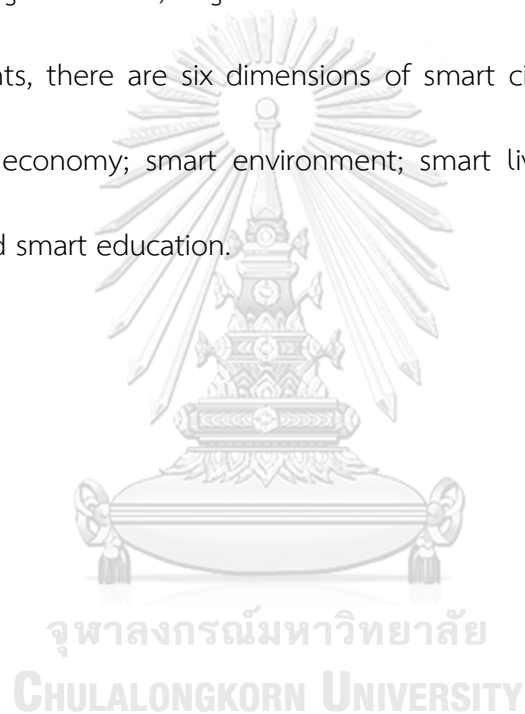 nts, there are six dimensions of smart ci
economy; smart environment; smart liv
d smart education.
จุฬาลงกรณ์มหาวิทยาลัย
CHULALONGKORN UNIVERSITY